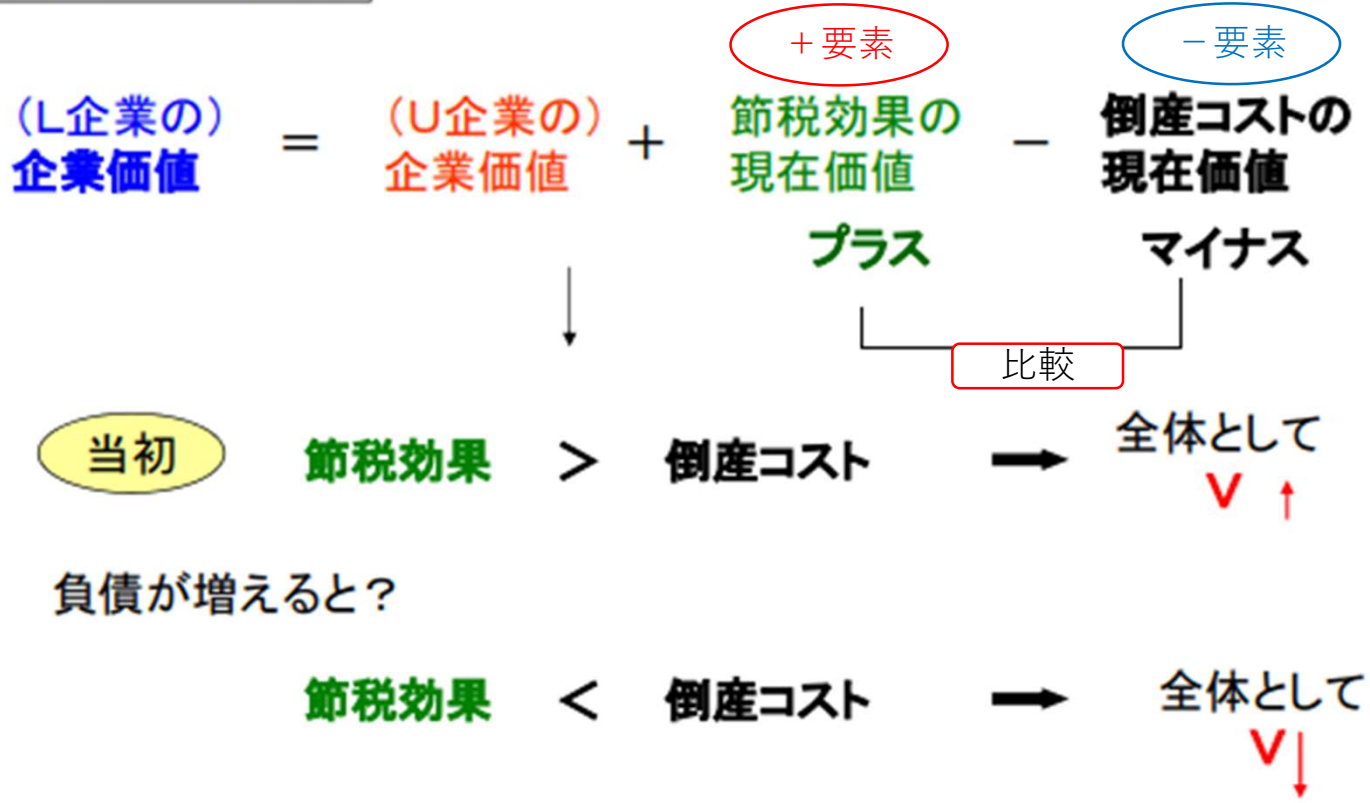 ＋要素
－要素
（L企業の）
企業価値
＝
（U企業の）
企業価値
＋
節税効果の
現在価値
－
倒産コストの
現在価値
プラス
マイナス
比較
当初
節税効果 ＞ 倒産コスト
全体として
V
負債が増えると？
節税効果 ＜ 倒産コスト
全体として
V